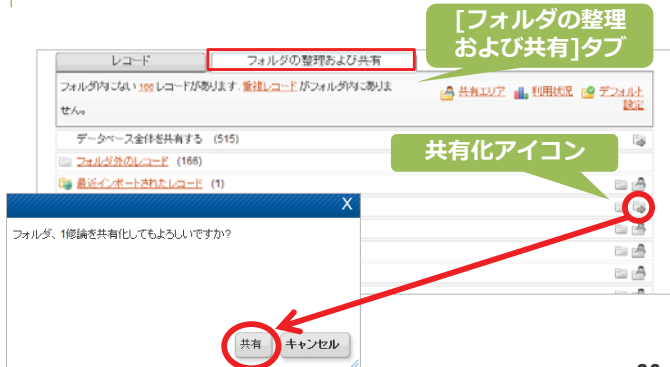 [フォルダの整理
および共有]タブ
レコード
フォルダの整理および共有
フォルダ内にない 166 レコードがあります. 重複レコード がフォルダ内にありま
せん。
共有エリア 利用状況 デフォルト
設定
データベース全体を共有する (515)
共有化アイコン
フォルダ外のレコード (166)
最近インポートされたレコード (1)
X
フォルダ、1修論を共有化してもよろしいですか?
共有
キャンセル